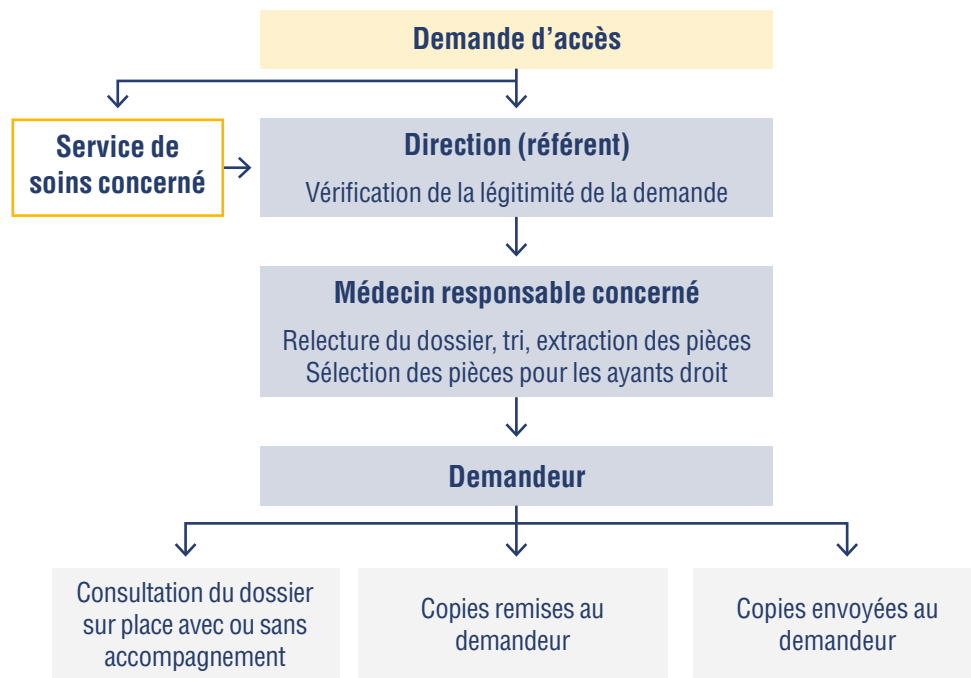 Demande d’accès
Service de
soins concerné
Direction (référent)
Vérification de la légitimité de la demande
Médecin responsable concerné
Relecture du dossier, tri, extraction des pièces
Sélection des pièces pour les ayants droit
Demandeur
Consultation du dossier
sur place avec ou sans
accompagnement
Copies remises au
demandeur
Copies envoyées au
demandeur